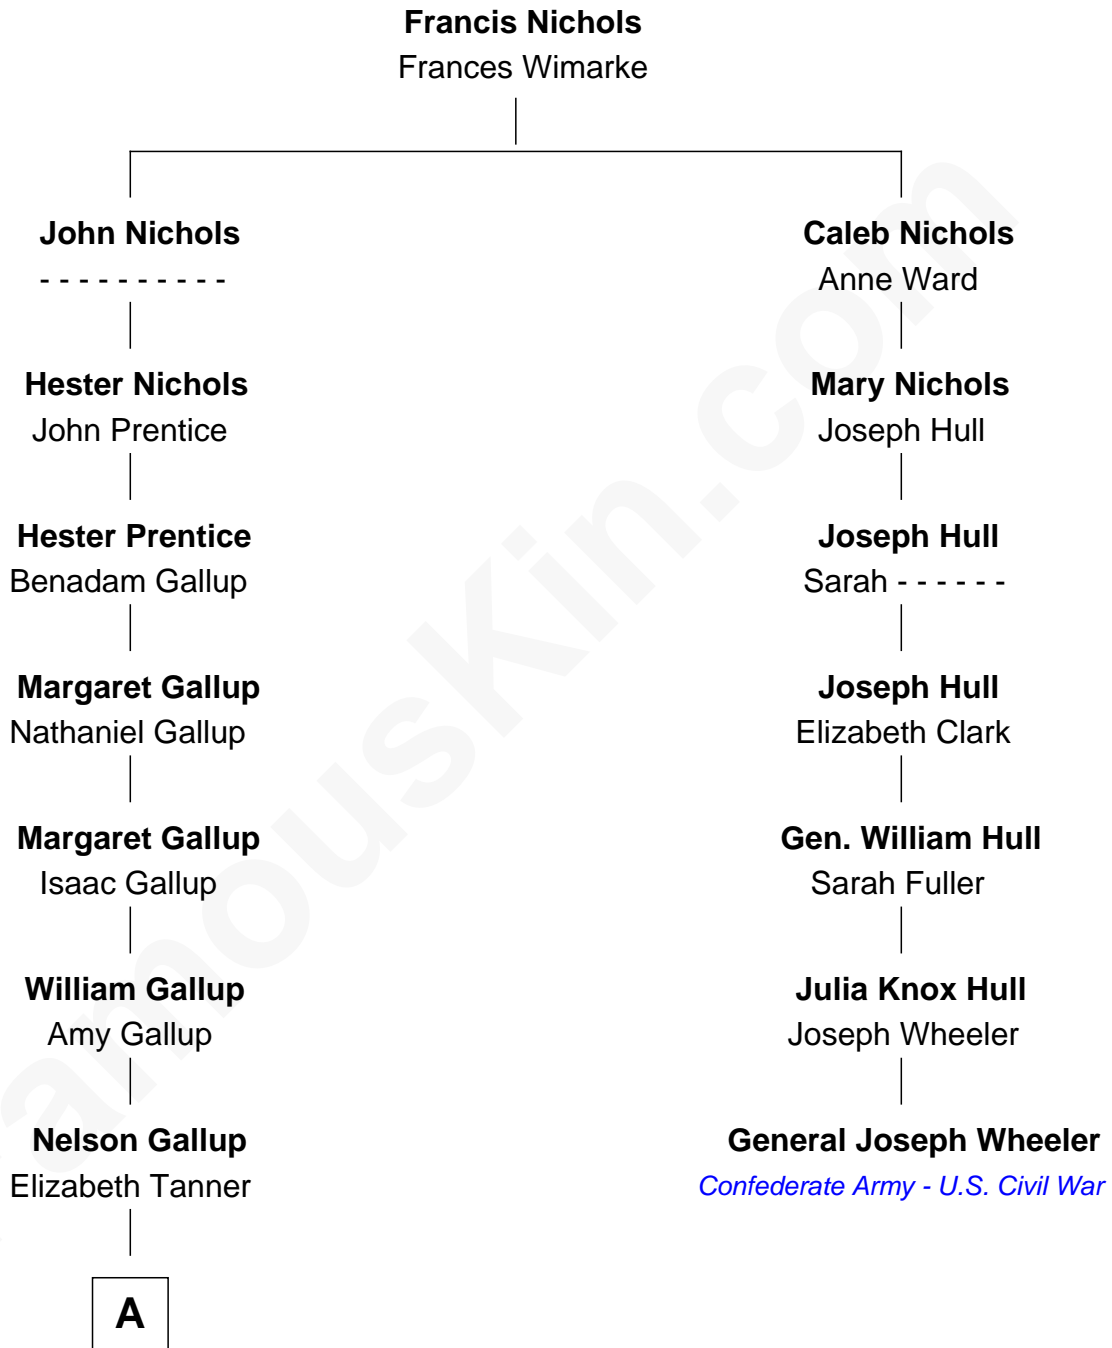 Francis Nichols
Frances Wimarke
John Nichols
- - - - - - - - - -
Caleb Nichols
Anne Ward
Hester Nichols
John Prentice
Mary Nichols
Joseph Hull
Hester Prentice
Benadam Gallup
Joseph Hull
Sarah - - - - - -
Margaret Gallup
Nathaniel Gallup
Joseph Hull
Elizabeth Clark
Margaret Gallup
Isaac Gallup
Gen. William Hull
Sarah Fuller
William Gallup
Amy Gallup
Julia Knox Hull
Joseph Wheeler
Nelson Gallup
Elizabeth Tanner
General Joseph Wheeler
Confederate Army - U.S. Civil War
A
amousKin.com